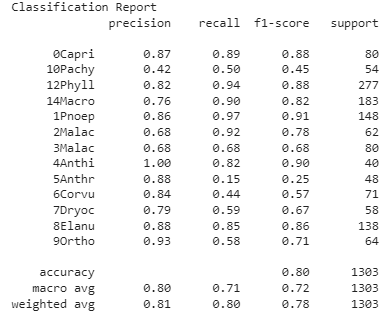 Classification Report
precision recall f1-score support
0Capri 0.87 0.89 0.88 80
10Pachy 0.42 0.50 0.45 54
12Phyll 0.82 0.94 0.88 277
14Macro 0.76 0.90 0.82 183
1Pnoep 0.86 0.97 0.91 148
2Malac 0.68 0.92 0.78 62
3Malac 0.68 0.68 0.68 80
4Anthi 1.00 0.82 0.90 40
5Anthr 0.88 0.15 0.25 48
6Corvu 0.84 0.44 0.57 71
7Dryoc 0.79 0.59 0.67 58
8Elanu 0.88 0.85 0.86 138
9Ortho 0.93 0.58 0.71 64
accuracy 0.80 1303
macro avg 0.80 0.71 0.72 1303
weighted avg 0.81 0.80 0.78 1303